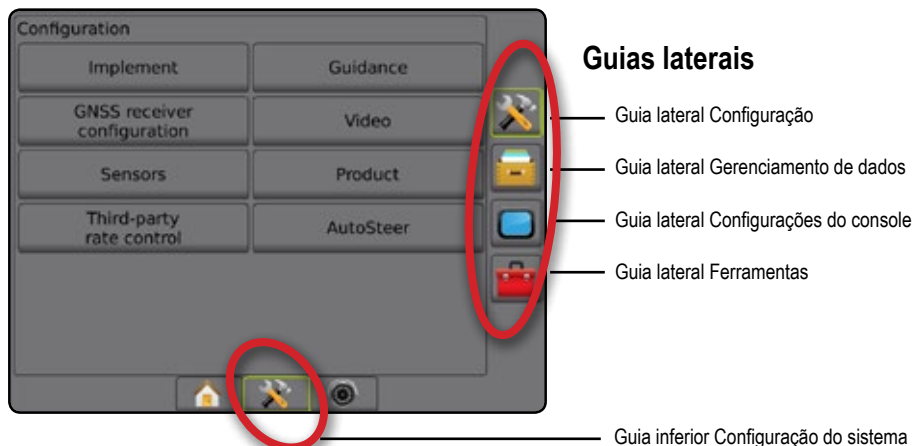 Configuration
Implement
Guidance
GNSS receiver
configuration
Video
Sensors
Product
Third-party
rate control
AutoSteer
Guias laterais
Guia lateral Configuração
Guia lateral Gerenciamento de dados
Guia lateral Configurações do console
Guia lateral Ferramentas
Guia inferior Configuração do sistema